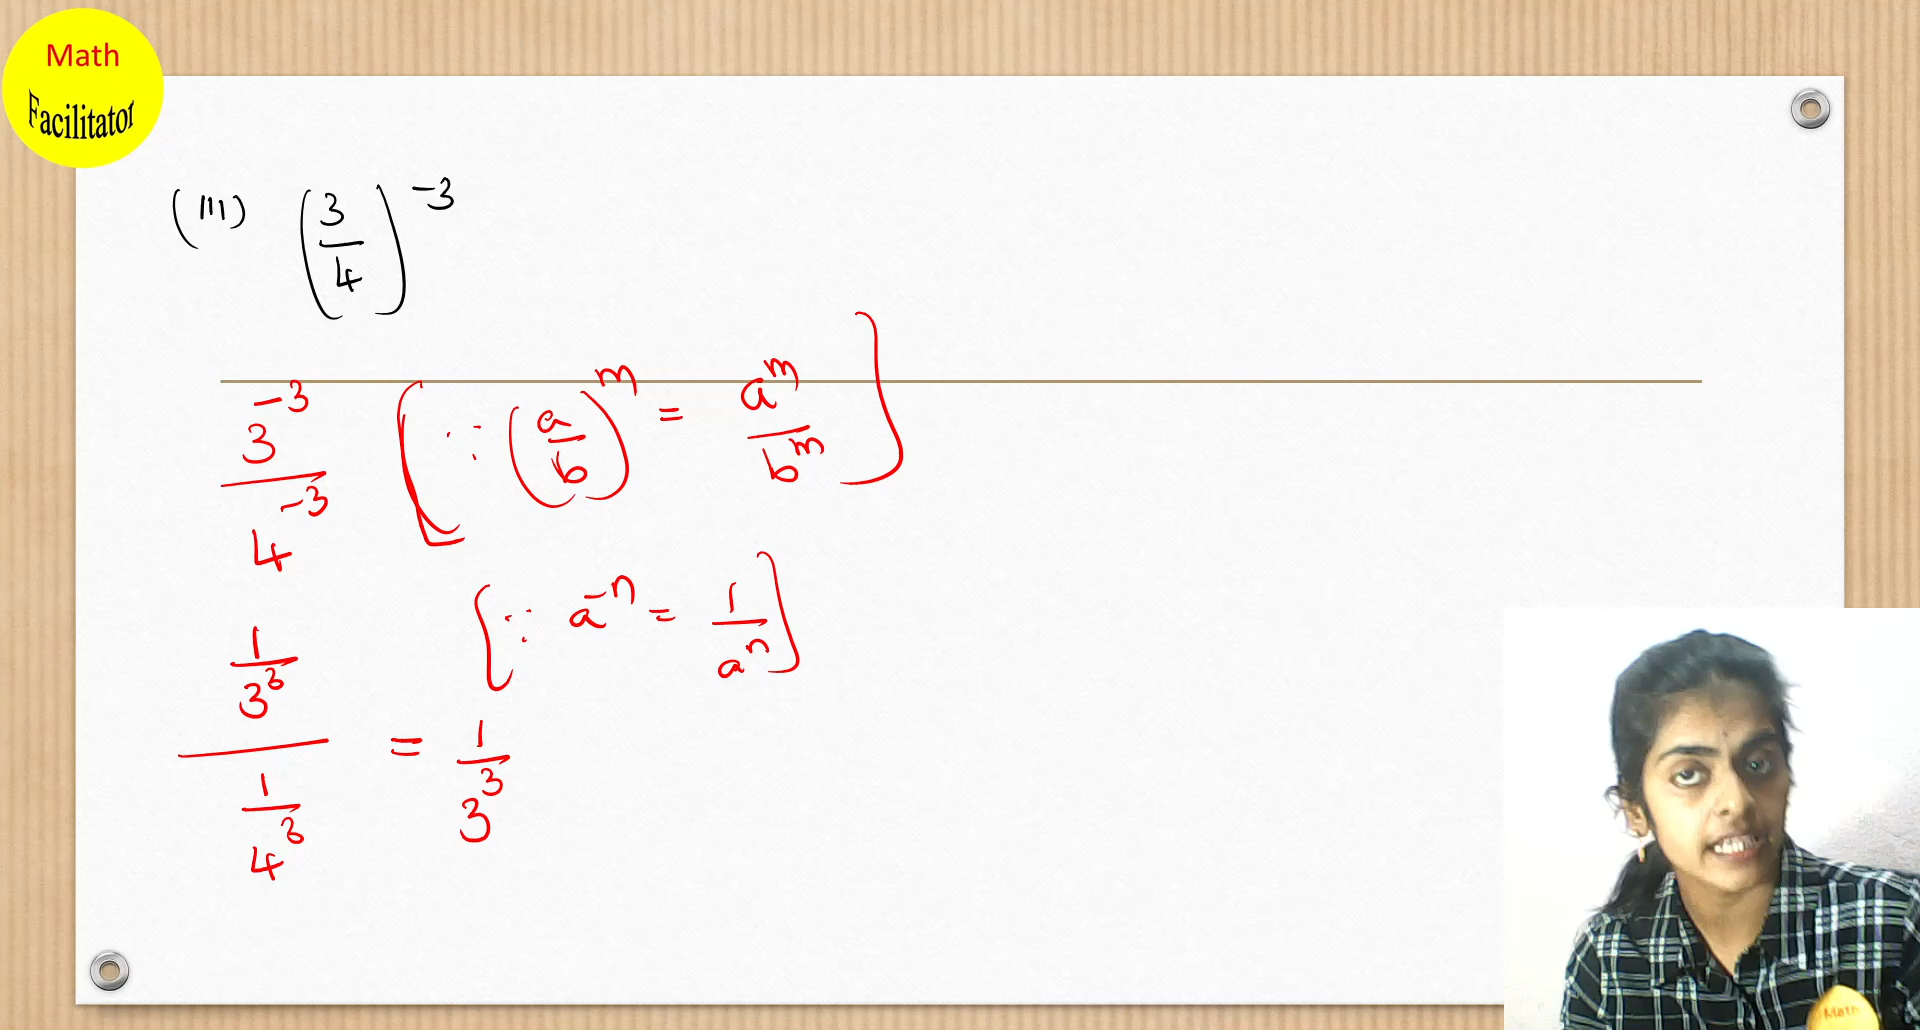 Math
Facilitator
(III) (3/4)^-3
3^-3/4^-3 [∵ (a/b)^m = a^m/b^m]
[∵ a^-n = 1/a^n]
(1/3^3)/(1/4^3) = 1/3^3
Math